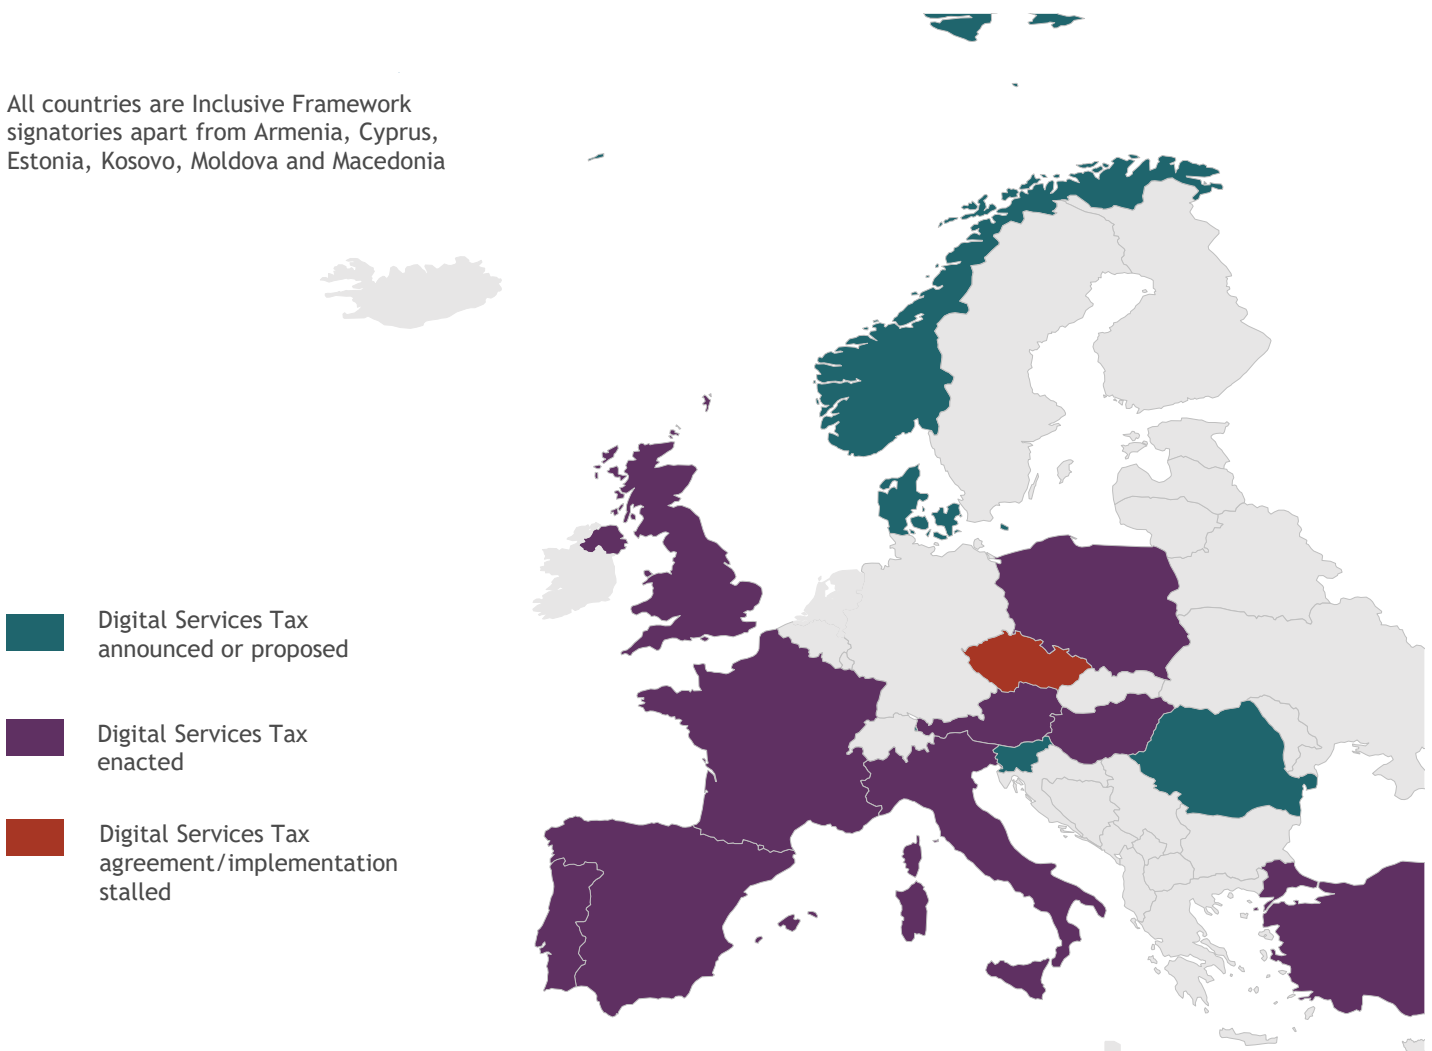 All countries are Inclusive Framework
signatories apart from Armenia, Cyprus,
Estonia, Kosovo, Moldova and Macedonia
Digital Services Tax
announced or proposed
Digital Services Tax
enacted
Digital Services Tax
agreement/implementation
stalled